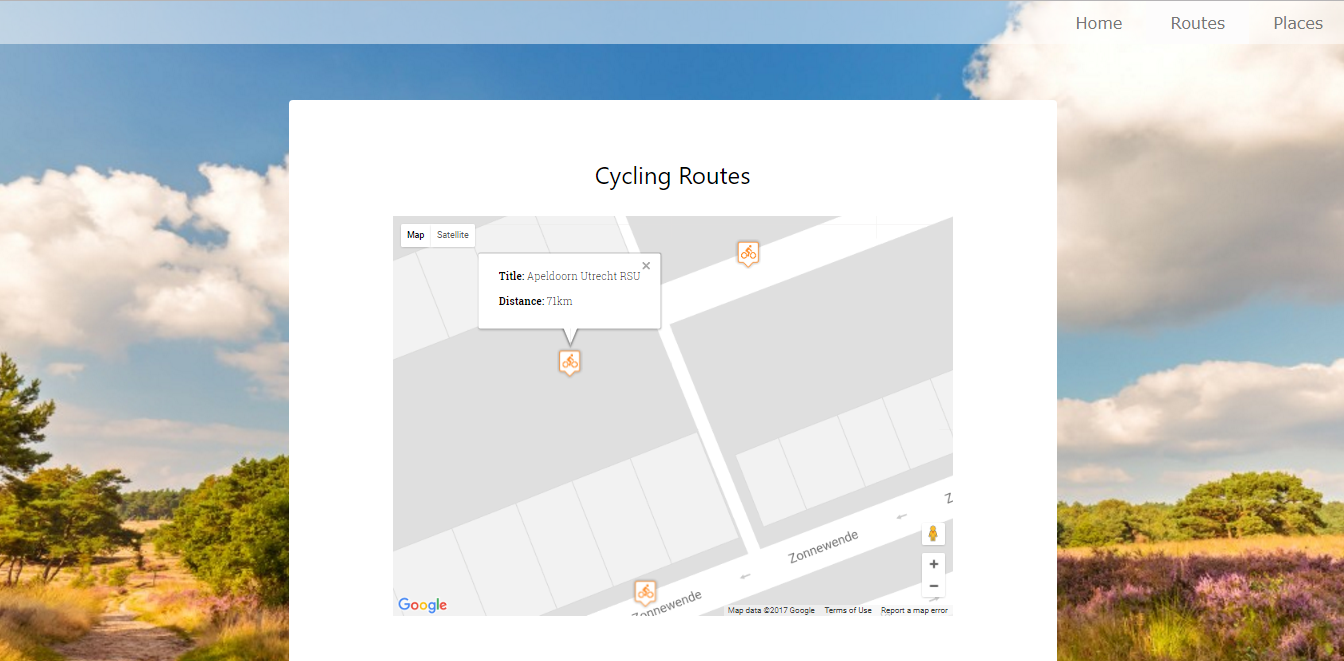 Home Routes Places
Cycling Routes
Map Satellite
Title: Apeldoorn Utrecht RSU
Distance: 71km
Z
Zonnewende
Zonnewende
Google
Map data ©2017 Google Terms of Use Report a map error